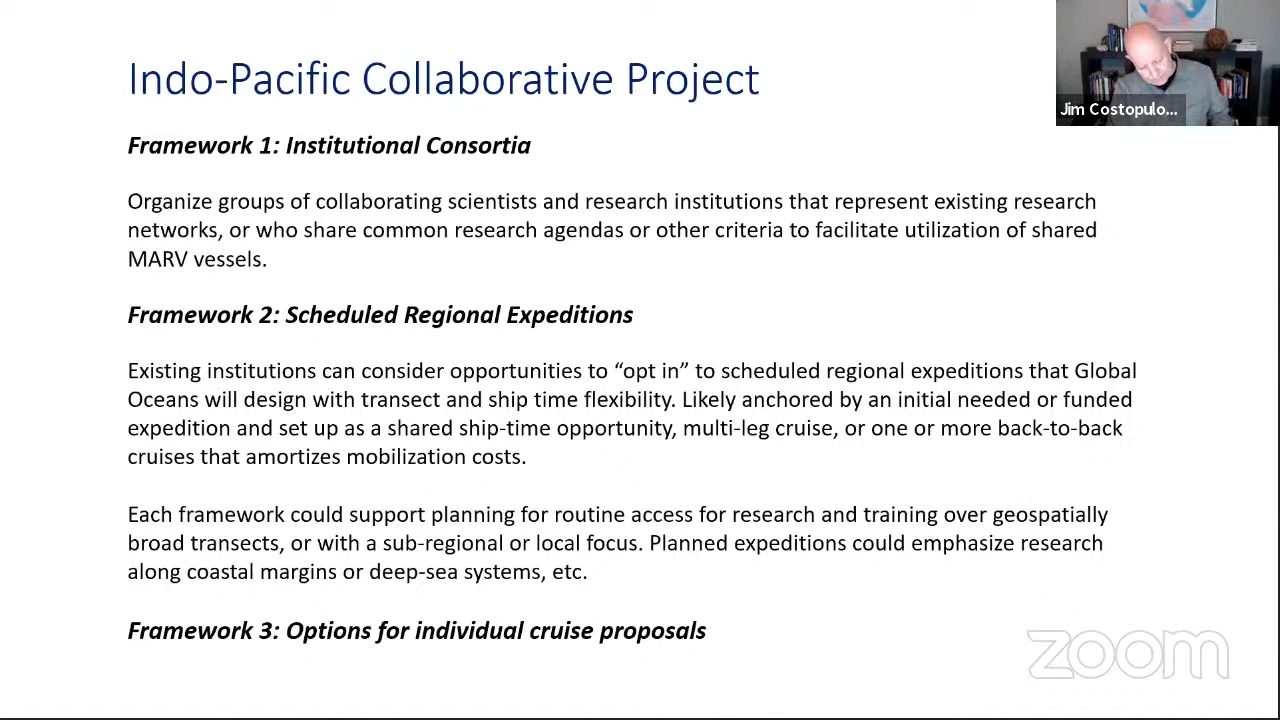 Indo-Pacific Collaborative Project
Framework 1: Institutional Consortia
Organize groups of collaborating scientists and research institutions that represent existing research
networks, or who share common research agendas or other criteria to facilitate utilization of shared
MARV vessels.
Framework 2: Scheduled Regional Expeditions
Existing institutions can consider opportunities to “opt in” to scheduled regional expeditions that Global
Oceans will design with transect and ship time flexibility. Likely anchored by an initial needed or funded
expedition and set up as a shared ship-time opportunity, multi-leg cruise, or one or more back-to-back
cruises that amortizes mobilization costs.
Each framework could support planning for routine access for research and training over geospatially
broad transects, or with a sub-regional or local focus. Planned expeditions could emphasize research
along coastal margins or deep-sea systems, etc.
Framework 3: Options for individual cruise proposals
Jim Costopulo...
zoom